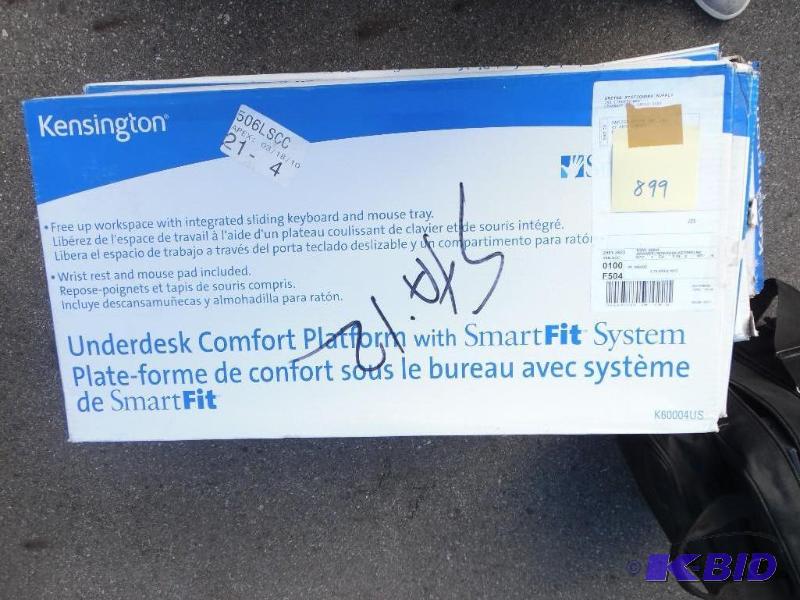 Kensington®
506LSCC
APEX: 03/18/10
21- 4
899
0100
F504
• Free up workspace with integrated sliding keyboard and mouse tray.
Libérez de l'espace de travail à l'aide d'un plateau coulissant de clavier et de souris intégré.
Libera el espacio de trabajo a través del porta teclado deslizable y un compartimento para ratón
• Wrist rest and mouse pad included.
Repose-poignets et tapis de souris compris.
Incluye descansamuñecas y almohadilla para ratón.
Underdesk Comfort Platform with SmartFit® System
Plate-forme de confort sous le bureau avec système
de SmartFit®
K60004US
© K-BID